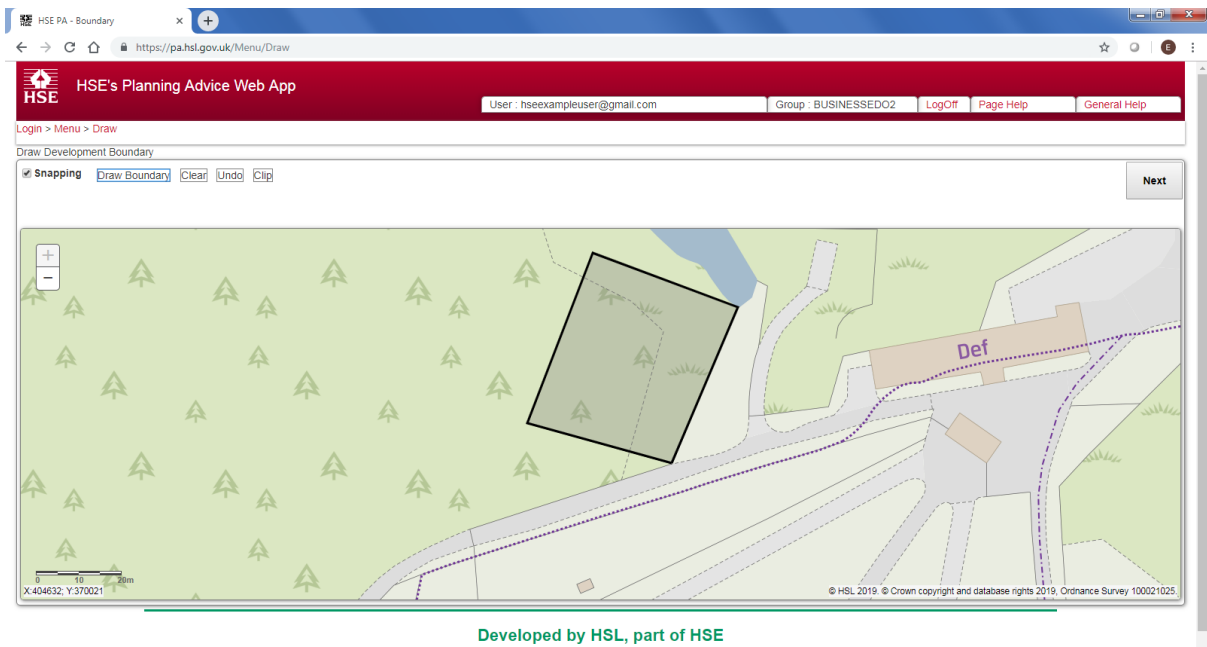 HSE PA - Boundary
https://pa.hsl.gov.uk/Menu/Draw
E
HSE
HSE's Planning Advice Web App
User : hseexampleuser@gmail.com
Group : BUSINESSEDO2
LogOff
Page Help
General Help
Login > Menu > Draw
Draw Development Boundary
Snapping
Draw Boundary
Clear
Undo
Clip
Next
Def
0 10 20m
X:404632; Y:370021
© HSL 2019. © Crown copyright and database rights 2019, Ordnance Survey 100021025.
Developed by HSL, part of HSE